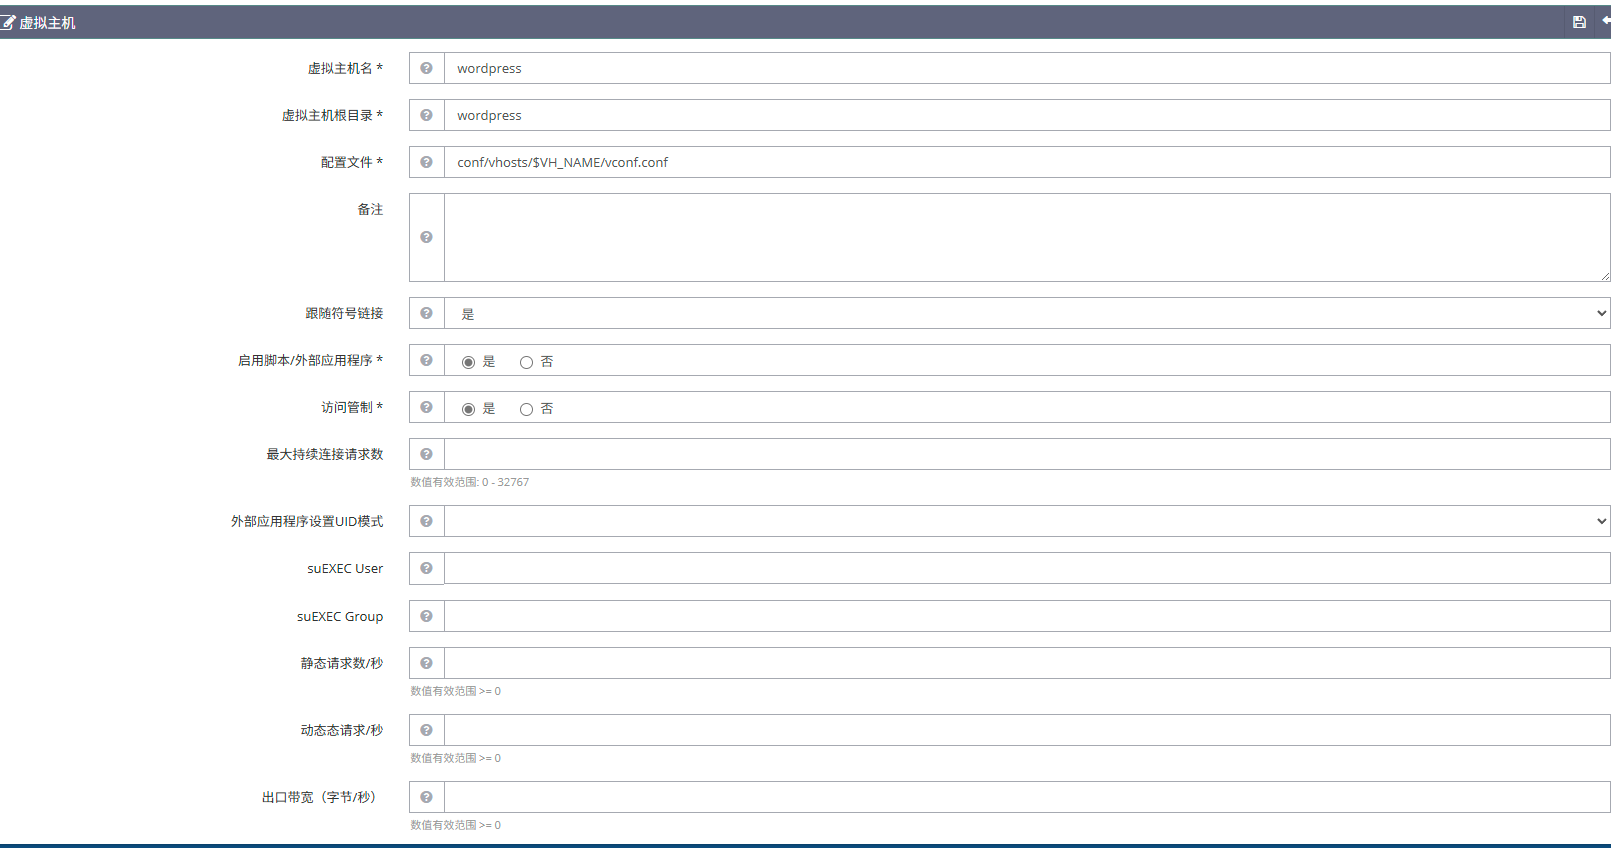 虚拟主机
虚拟主机名 * wordpress
虚拟主机根目录 * wordpress
配置文件 * conf/vhosts/$VH_NAME/vconf.conf
备注
跟随符号链接 是
启用脚本/外部应用程序 * 是 否
访问管制 * 是 否
最大持续连接请求数
数值有效范围: 0 - 32767
外部应用程序设置UID模式
suEXEC User
suEXEC Group
静态请求数/秒
数值有效范围 >= 0
动态态请求/秒
数值有效范围 >= 0
出口带宽（字节/秒）
数值有效范围 >= 0